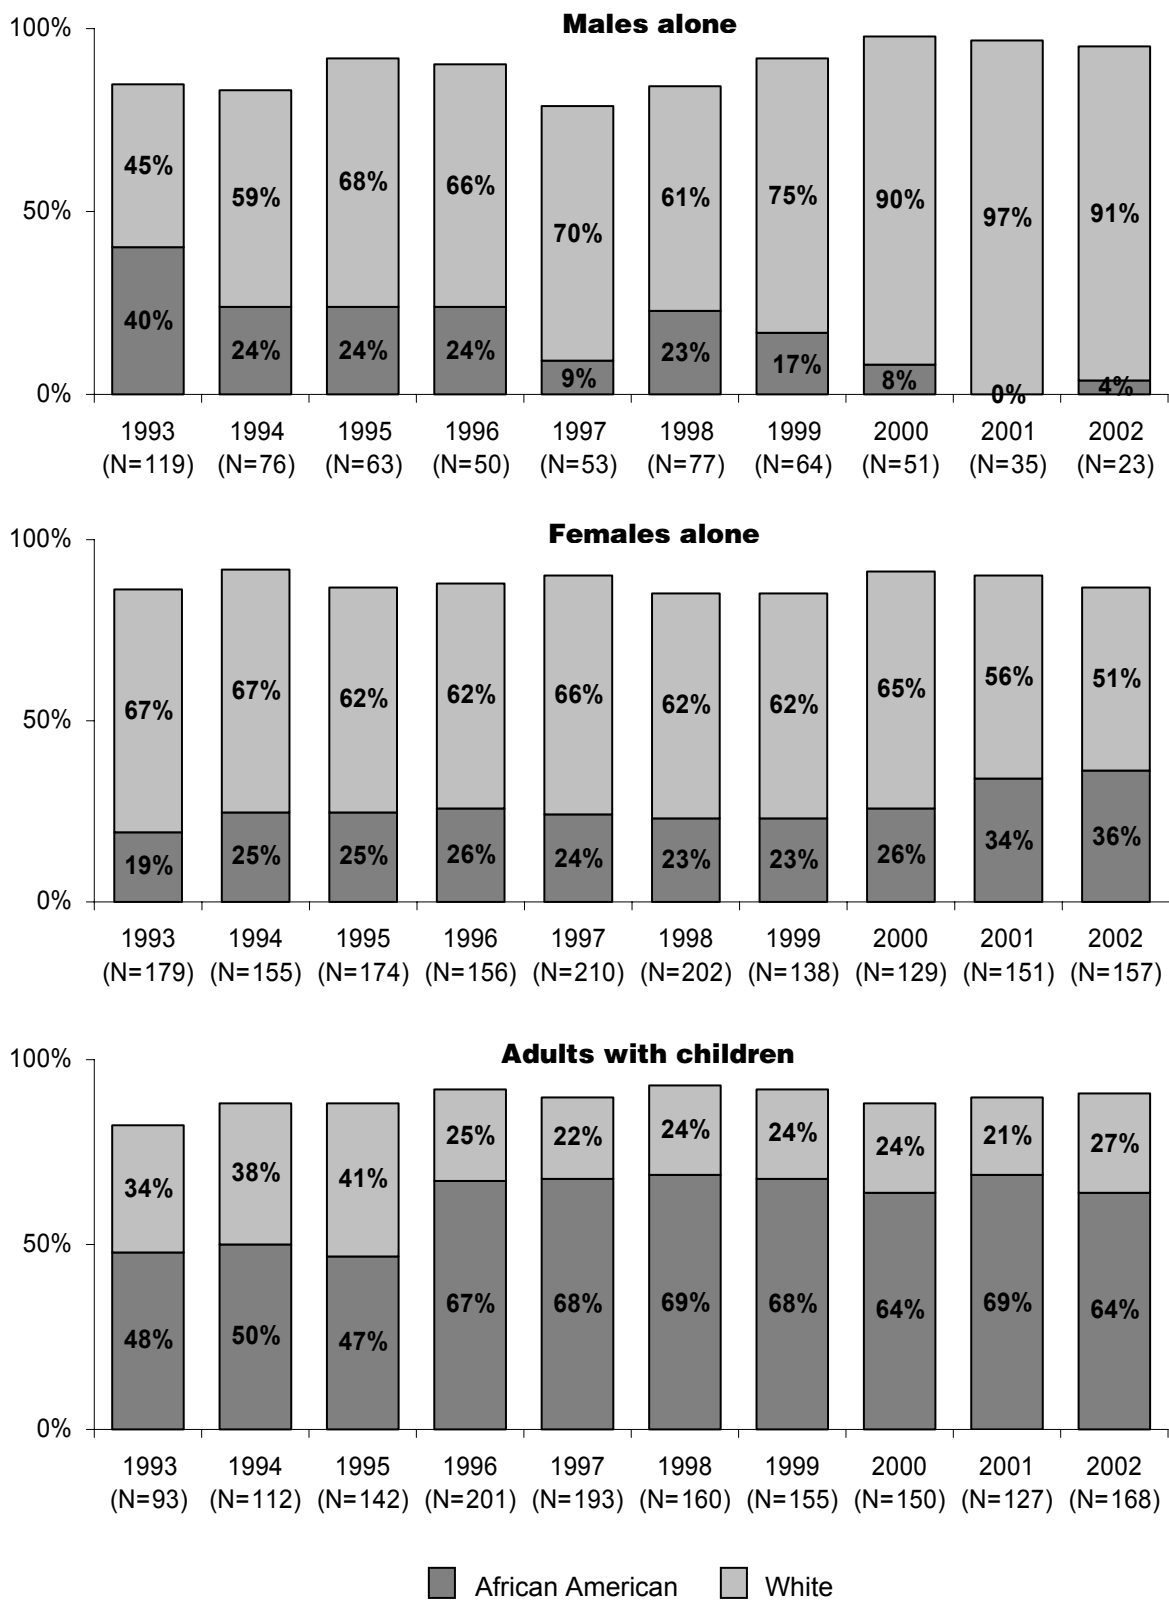 Males alone
100%
45% 59% 68% 66% 70% 61% 75% 90% 97% 91%
50%
40% 24% 24% 24% 9% 23% 17% 8% 0% 4%
0%
1993 1994 1995 1996 1997 1998 1999 2000 2001 2002
(N=119) (N=76) (N=63) (N=50) (N=53) (N=77) (N=64) (N=51) (N=35) (N=23)
Females alone
100%
67% 67% 62% 62% 66% 62% 62% 65% 56% 51%
50%
19% 25% 25% 26% 24% 23% 23% 26% 34% 36%
0%
1993 1994 1995 1996 1997 1998 1999 2000 2001 2002
(N=179) (N=155) (N=174) (N=156) (N=210) (N=202) (N=138) (N=129) (N=151) (N=157)
Adults with children
100%
34% 38% 41% 25% 22% 24% 24% 24% 21% 27%
50%
48% 50% 47% 67% 68% 69% 68% 64% 69% 64%
0%
1993 1994 1995 1996 1997 1998 1999 2000 2001 2002
(N=93) (N=112) (N=142) (N=201) (N=193) (N=160) (N=155) (N=150) (N=127) (N=168)
African American White